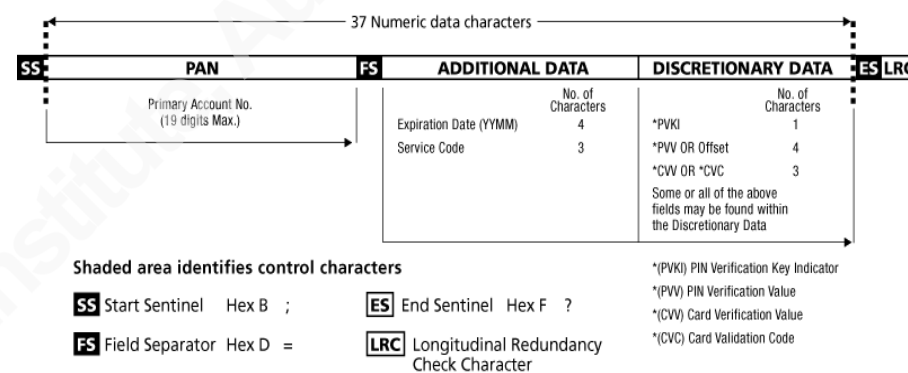 37 Numeric data characters
SS PAN FS ADDITIONAL DATA DISCRETIONARY DATA ES LRC
Primary Account No.
(19 digits Max.)
No. of
Characters
Expiration Date (YYMM) 4
Service Code 3
No. of
Characters
*PVKI 1
*PVV OR Offset 4
*CVV OR *CVC 3
Some or all of the above
fields may be found within
the Discretionary Data
Shaded area identifies control characters
SS Start Sentinel Hex B ;
ES End Sentinel Hex F ?
FS Field Separator Hex D =
LRC Longitudinal Redundancy
Check Character
*(PVKI) PIN Verification Key Indicator
*(PVV) PIN Verification Value
*(CVV) Card Verification Value
*(CVC) Card Validation Code